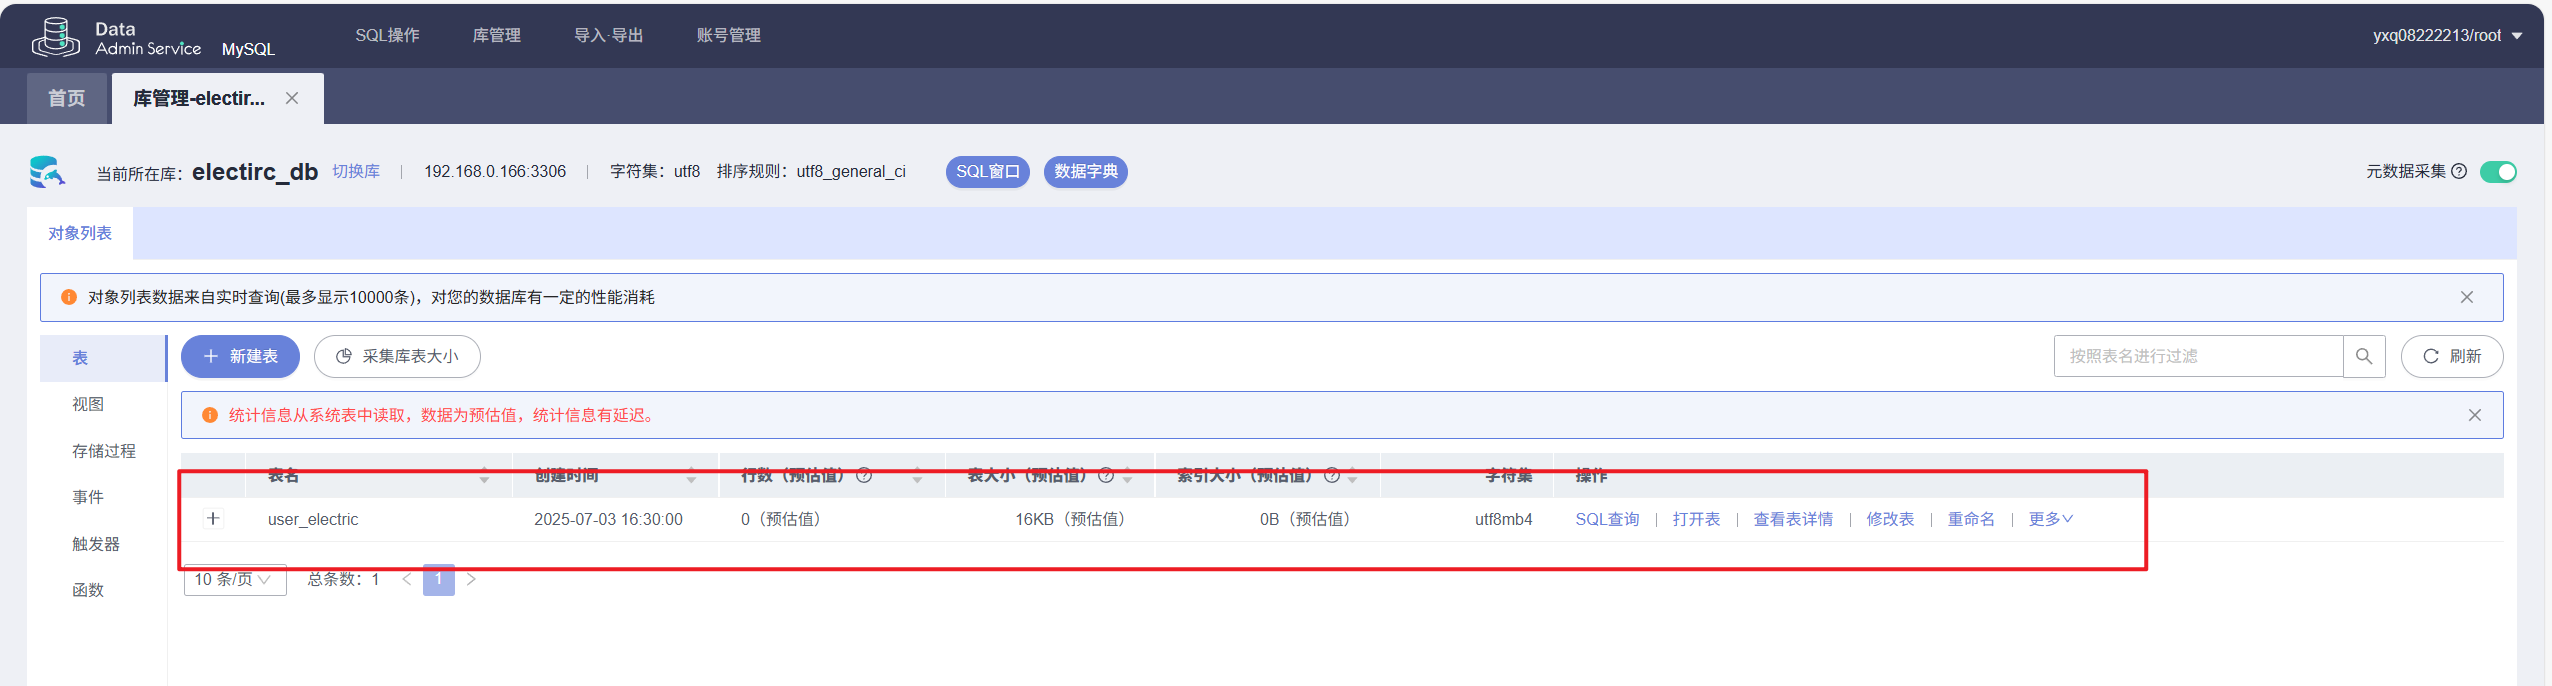 Data
Admin Service MySQL SQL操作 库管理 导入·导出 账号管理 yxq08222213/root
首页 库管理-electir...
当前所在库: electirc_db 切换库 192.168.0.166:3306 字符集: utf8 排序规则: utf8_general_ci SQL窗口 数据字典 元数据采集
对象列表
对象列表数据来自实时查询(最多显示10000条)，对您的数据库有一定的性能消耗
表 新建表 采集库表大小 按照表名进行过滤 刷新
视图
统计信息从系统表中读取，数据为预估值，统计信息有延迟。
存储过程
表名 创建时间 行数（预估值） 表大小（预估值） 索引大小（预估值） 字符集 操作
事件
user_electric 2025-07-03 16:30:00 0（预估值） 16KB（预估值） 0B（预估值） utf8mb4 SQL查询 打开表 查看表详情 修改表 重命名 更多
触发器
10 条/页 总条数: 1 1
函数